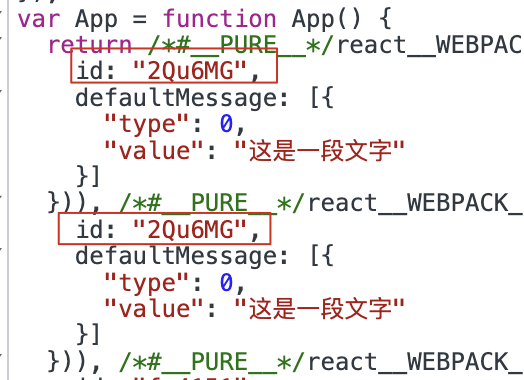 var App = function App() {
return /*#__PURE__*/react__WEBPAC
id: "2Qu6MG",
defaultMessage: [{
"type": 0,
"value": "这是一段文字"
}]
})), /*#__PURE__*/react__WEBPACK_
id: "2Qu6MG",
defaultMessage: [{
"type": 0,
"value": "这是一段文字"
}]
})), /*#__PURE__*/react__WEBPACK_